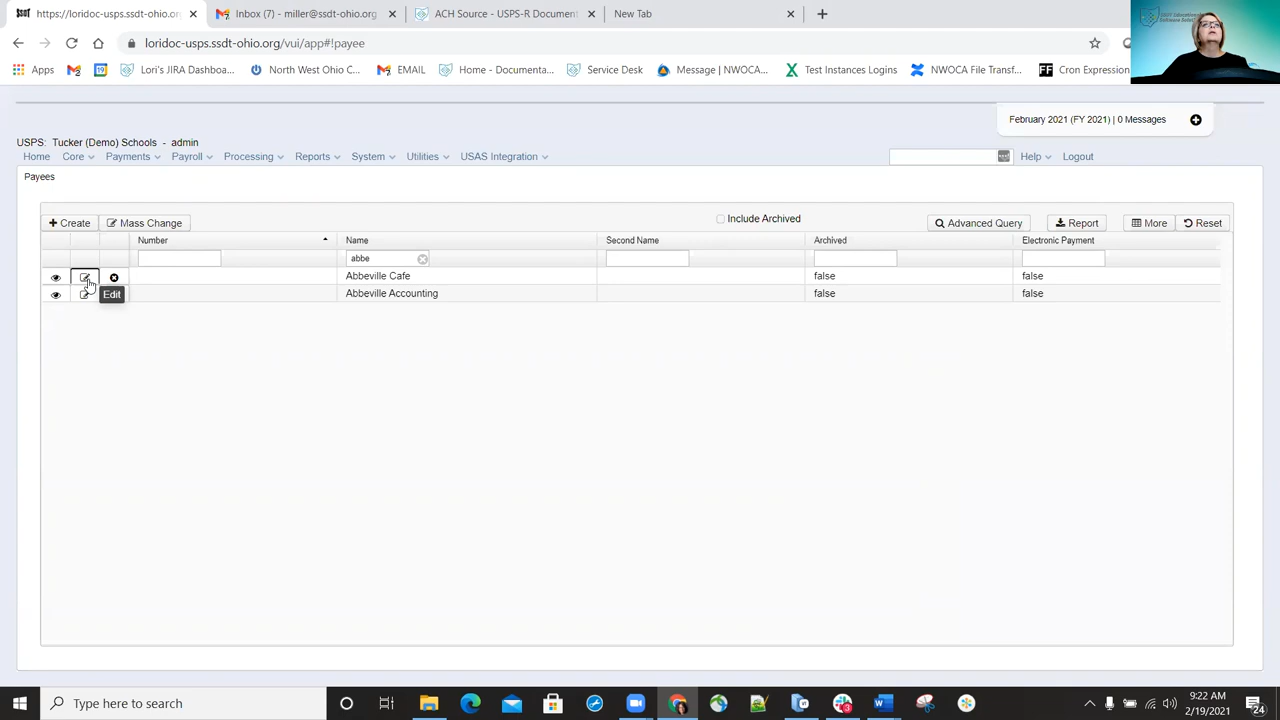 https://loridoc-usps.ssdt-ohio.org
Inbox (7) - miller@ssdt-ohio.org
ACH Source - USPS-R Document
New Tab
loridoc-usps.ssdt-ohio.org/vui/app#!payee
Apps
Lori's JIRA Dashboa...
North West Ohio C...
EMAIL
Home - Documenta...
Service Desk
Message | NWOCA...
Test Instances Logins
NWOCA File Transf...
Cron Expression
February 2021 (FY 2021) | 0 Messages
USPS: Tucker (Demo) Schools - admin
Home Core Payments Payroll Processing Reports System Utilities USAS Integration Help Logout
Payees
Create Mass Change Include Archived Advanced Query Report More Reset
Number Name Second Name Archived Electronic Payment
abbe
Abbeville Cafe false false
Abbeville Accounting false false
Edit
Type here to search
9:22 AM
2/19/2021
24